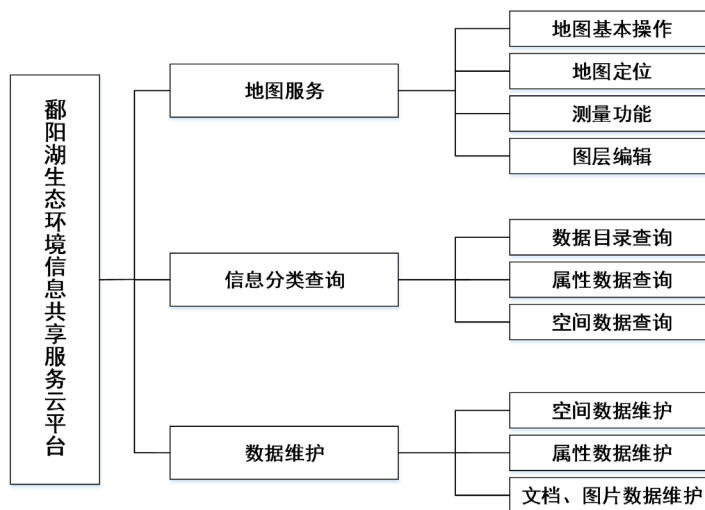 鄱阳湖生态环境信息共享服务云平台
地图服务
地图基本操作
地图定位
测量功能
图层编辑
信息分类查询
数据目录查询
属性数据查询
空间数据查询
数据维护
空间数据维护
属性数据维护
文档、图片数据维护